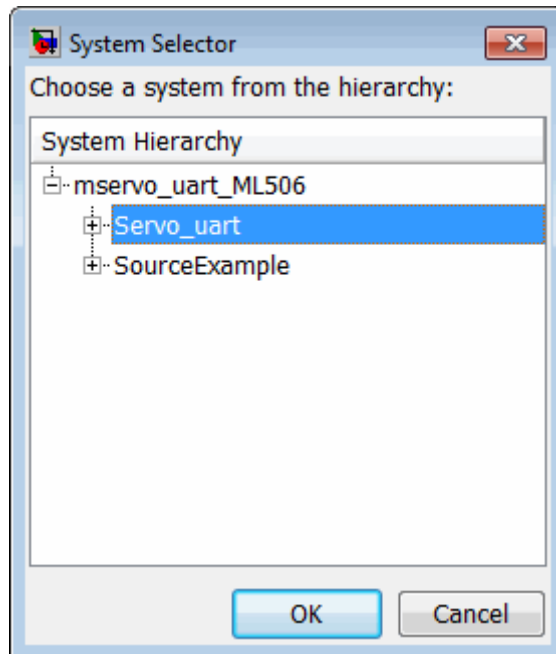 System Selector
Choose a system from the hierarchy:
System Hierarchy
mservo_uart_ML506
Servo_uart
SourceExample
OK Cancel